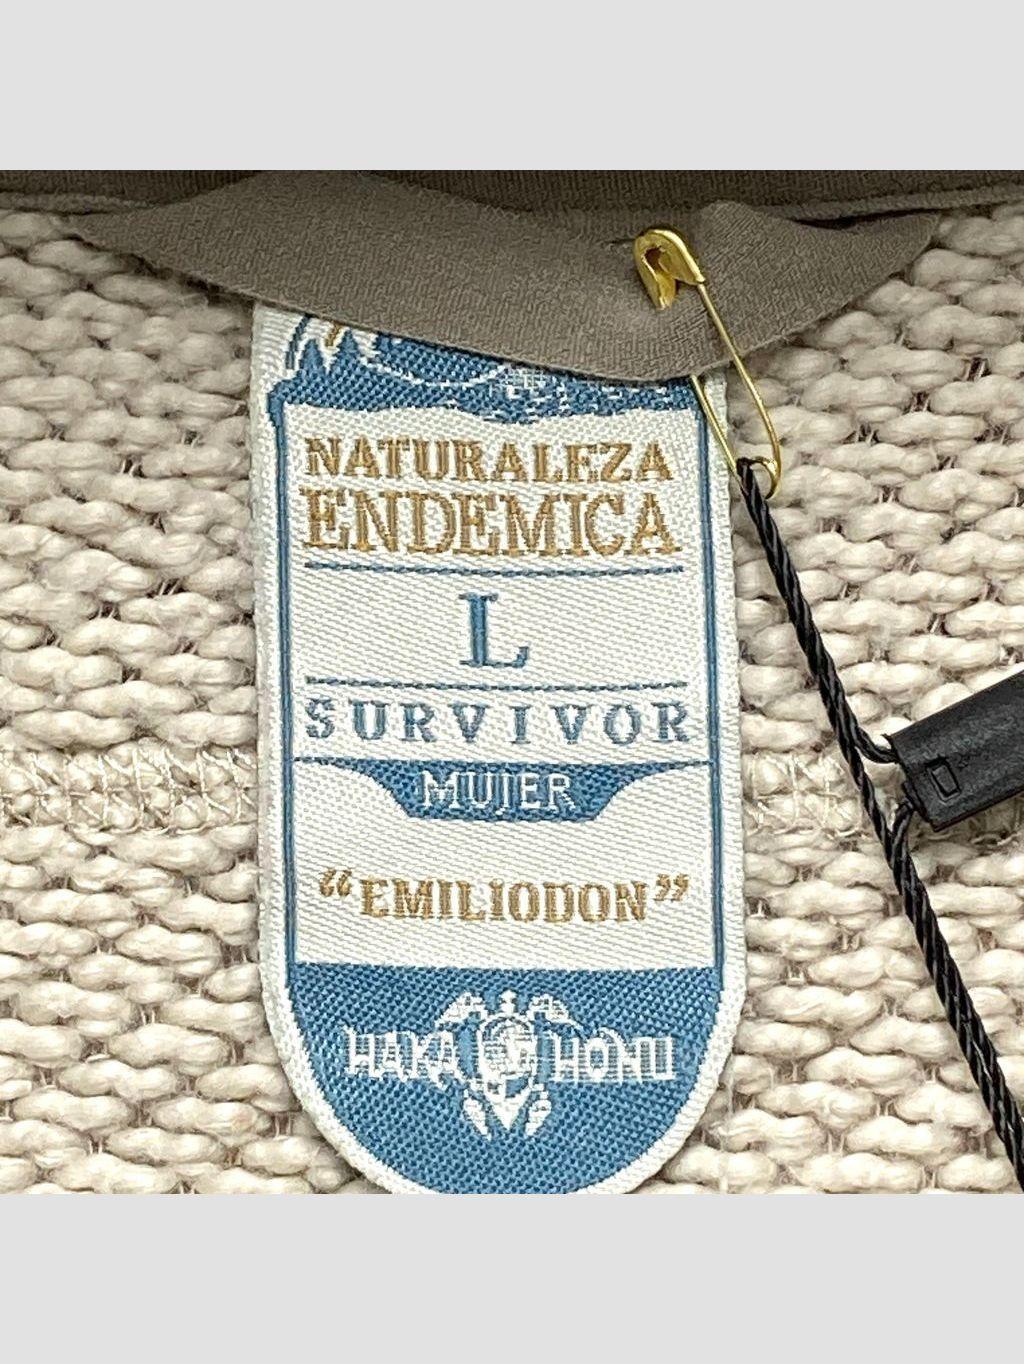 NATURALEZA
ENDEMICA
L
SURVIVOR
MUJER
“EMILIODON”
HAKA HONU